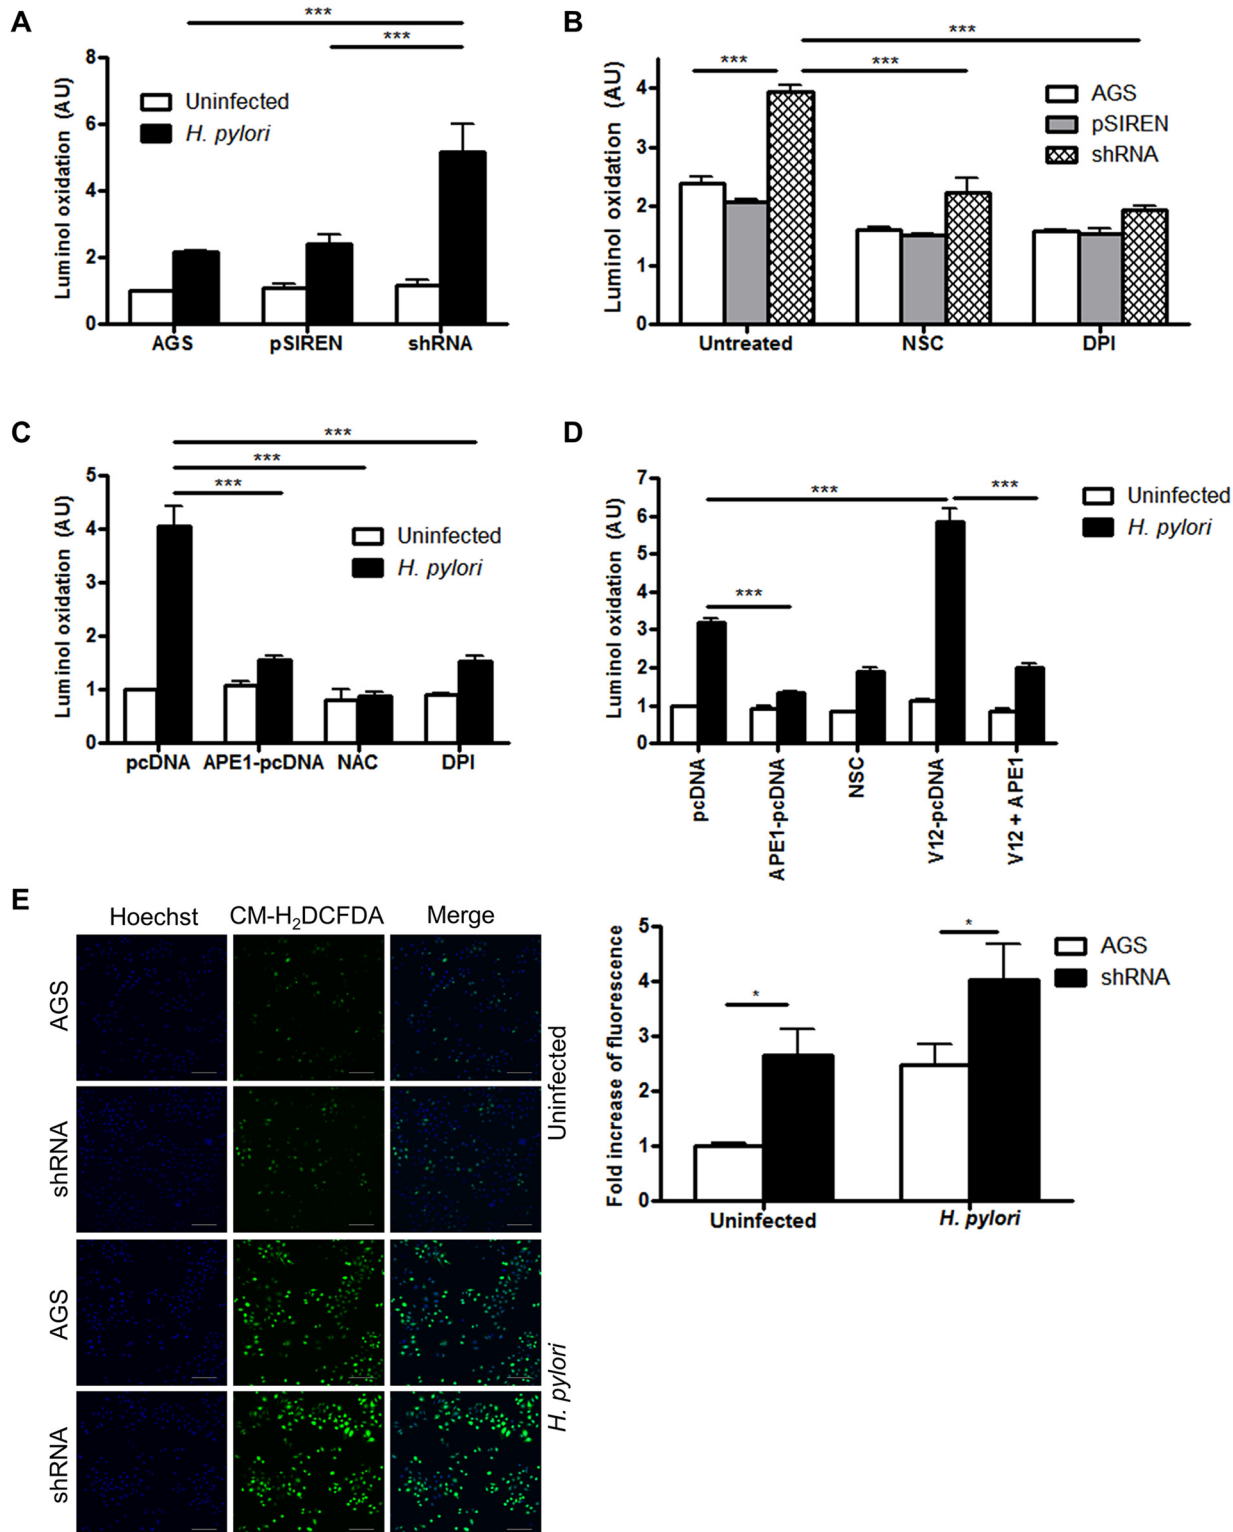 A
***
***
Luminol oxidation (AU)
8
6
4
2
0
Uninfected
H. pylori
AGS pSIREN shRNA
B
***
*** ***
Luminol oxidation (AU)
4
3
2
1
0
AGS
pSIREN
shRNA
Untreated NSC DPI
C
***
***
***
Luminol oxidation (AU)
5
4
3
2
1
0
Uninfected
H. pylori
pcDNA APE1-pcDNA NAC DPI
D
*** ***
***
Luminol oxidation (AU)
7
6
5
4
3
2
1
0
Uninfected
H. pylori
pcDNA
APE1-pcDNA
NSC
V12-pcDNA
V12 + APE1
E
Hoechst CM-H₂DCFDA Merge
AGS
shRNA
Uninfected
AGS
shRNA
H. pylori
Fold increase of fluorescence
5
4
3
2
1
0
*
*
AGS
shRNA
Uninfected H. pylori